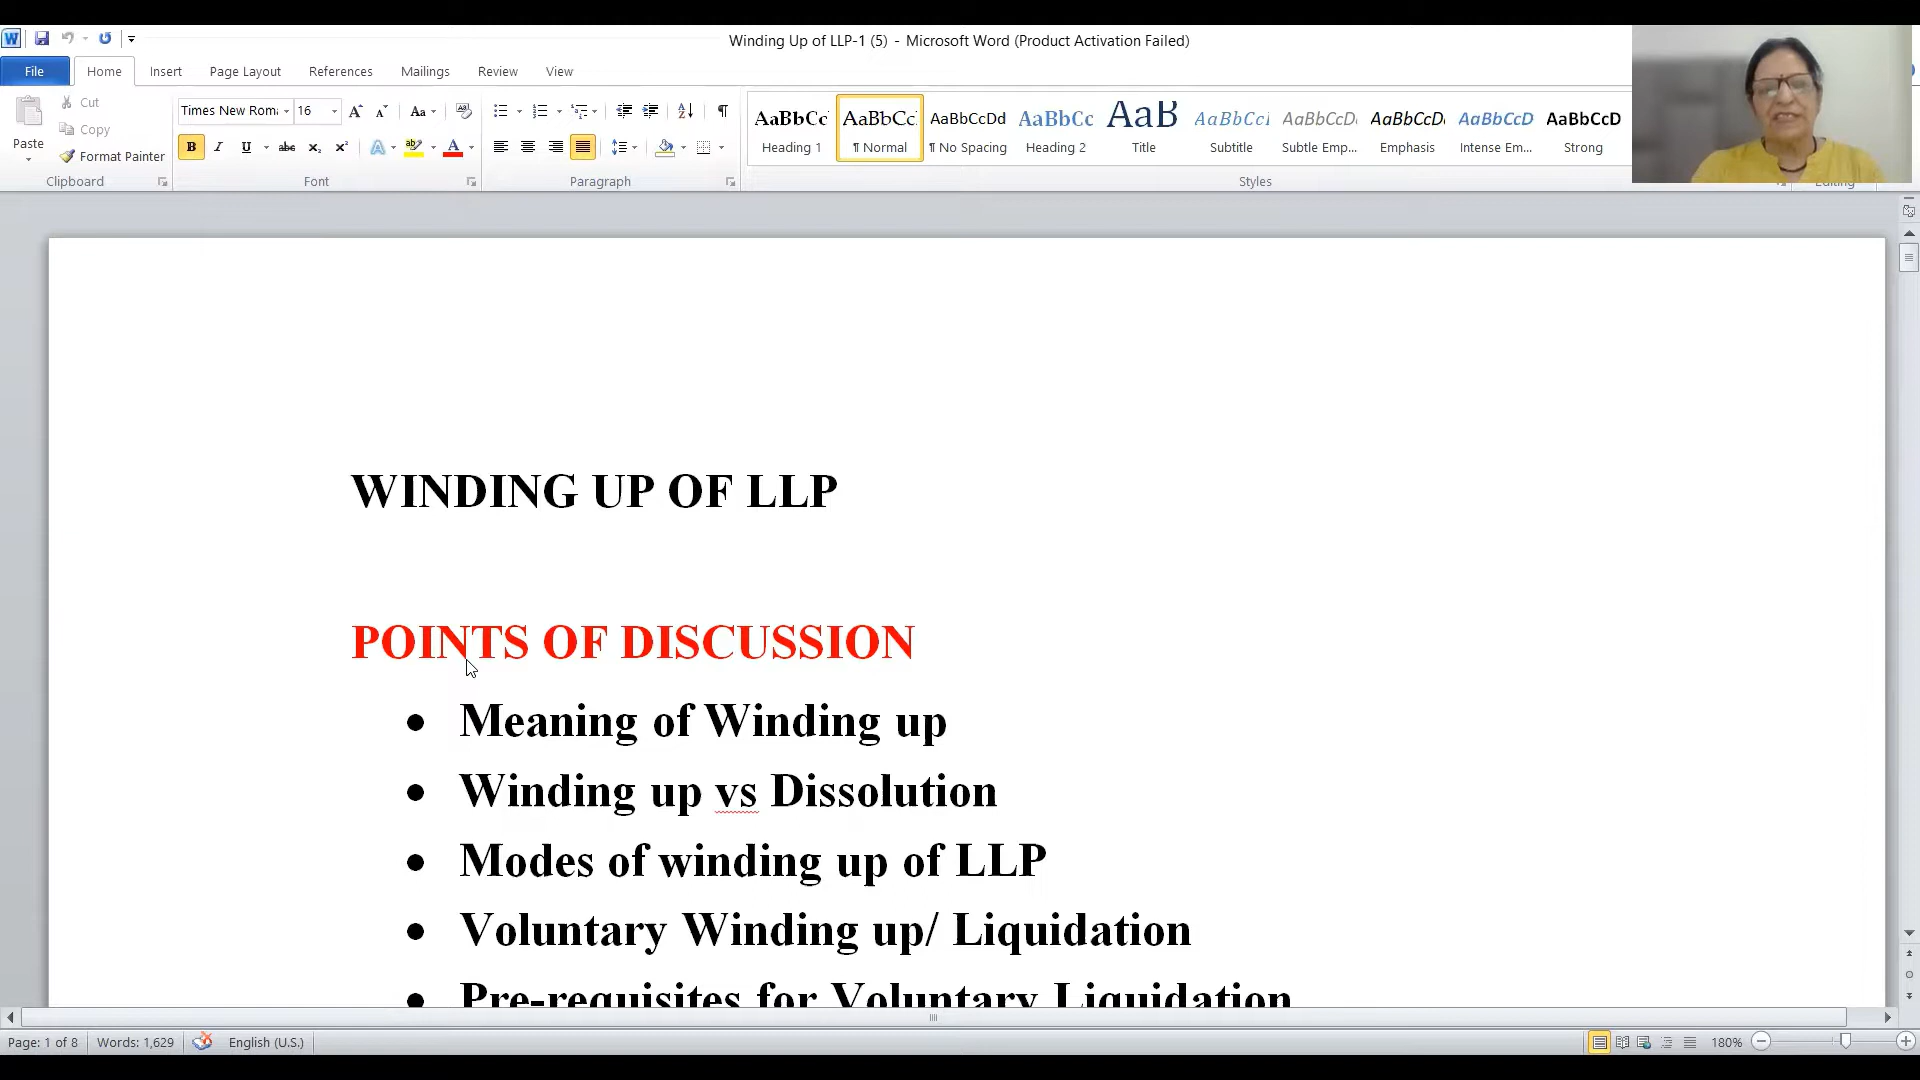 Winding Up of LLP-1 (5) - Microsoft Word (Product Activation Failed)
File Home Insert Page Layout References Mailings Review View
Paste
Cut
Copy
Format Painter
Clipboard
Times New Roma 16
Font
Paragraph
AaBbCc AaBbCc AaBbCcDd AaBbCc AaB AaBbCcI AaBbCcD AaBbCcD AaBbCcD AaBbCcD
Heading 1 ¶ Normal ¶ No Spacing Heading 2 Title Subtitle Subtle Emp... Emphasis Intense Em... Strong
Styles
Editing
WINDING UP OF LLP
POINTS OF DISCUSSION
• Meaning of Winding up
• Winding up vs Dissolution
• Modes of winding up of LLP
• Voluntary Winding up/ Liquidation
• Pre-requisites for Voluntary Liquidation
Page: 1 of 8 Words: 1,629 English (U.S.) 180%